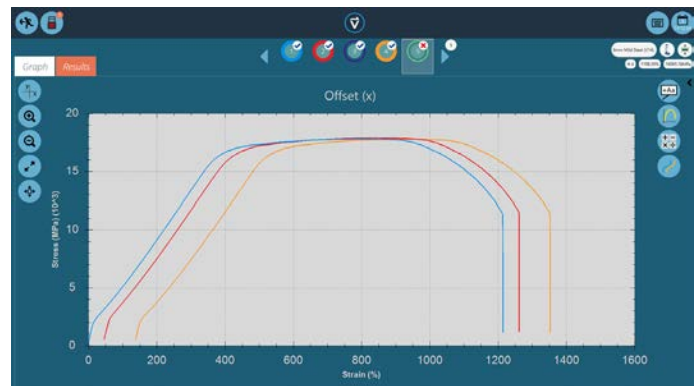 Graph Results
Offset (x)
Stress (MPa) (10^3)
20
15
10
5
0
0 200 400 600 800 1000 1200 1400 1600
Strain (%)
+Aa